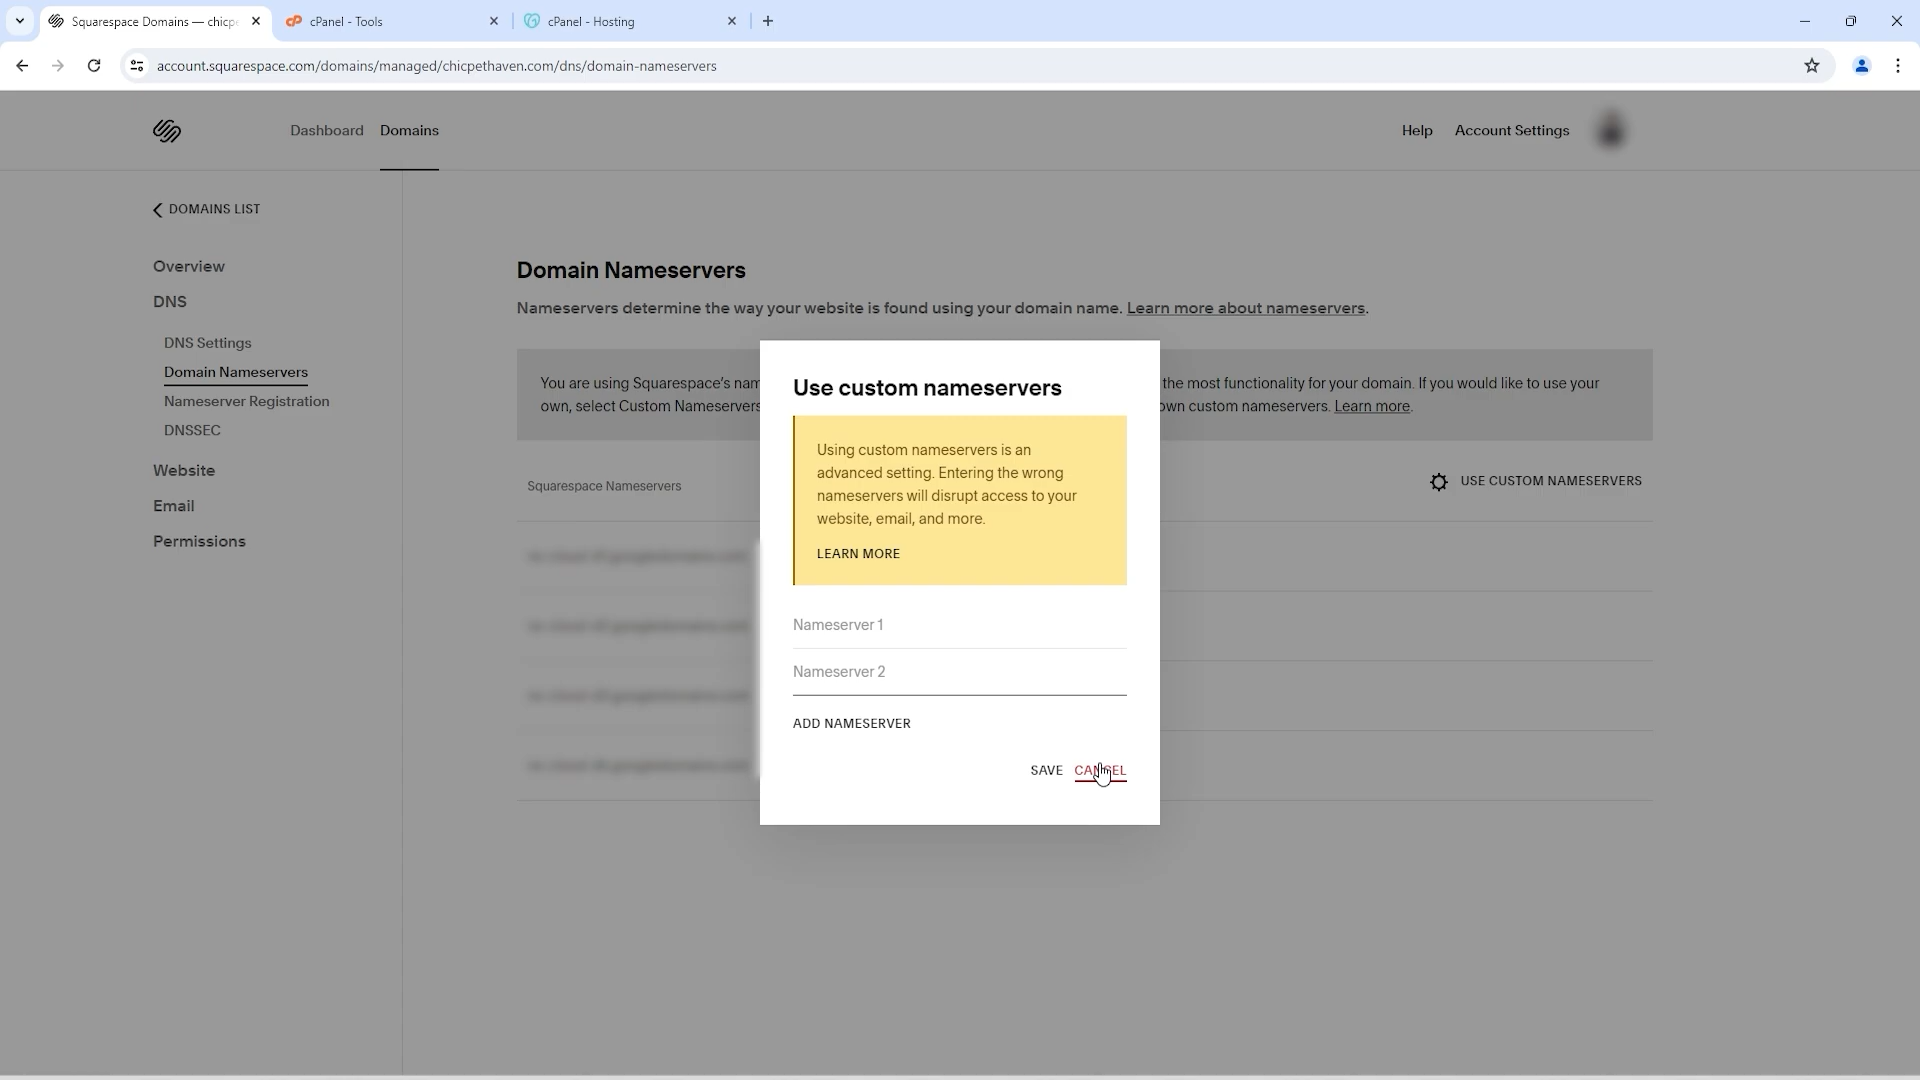 Squarespace Domains — chicpe
cPanel - Tools
cPanel - Hosting
account.squarespace.com/domains/managed/chicpethaven.com/dns/domain-nameservers
Dashboard
Domains
Help
Account Settings
DOMAINS LIST
Overview
DNS
DNS Settings
Domain Nameservers
Nameserver Registration
DNSSEC
Website
Email
Permissions
Domain Nameservers
Nameservers determine the way your website is found using your domain name. Learn more about nameservers.
You are using Squarespace's nam the most functionality for your domain. If you would like to use your
own, select Custom Nameservers own custom nameservers. Learn more.
Squarespace Nameservers
USE CUSTOM NAMESERVERS
Use custom nameservers
Using custom nameservers is an
advanced setting. Entering the wrong
nameservers will disrupt access to your
website, email, and more.
LEARN MORE
Nameserver 1
Nameserver 2
ADD NAMESERVER
SAVE CANCEL